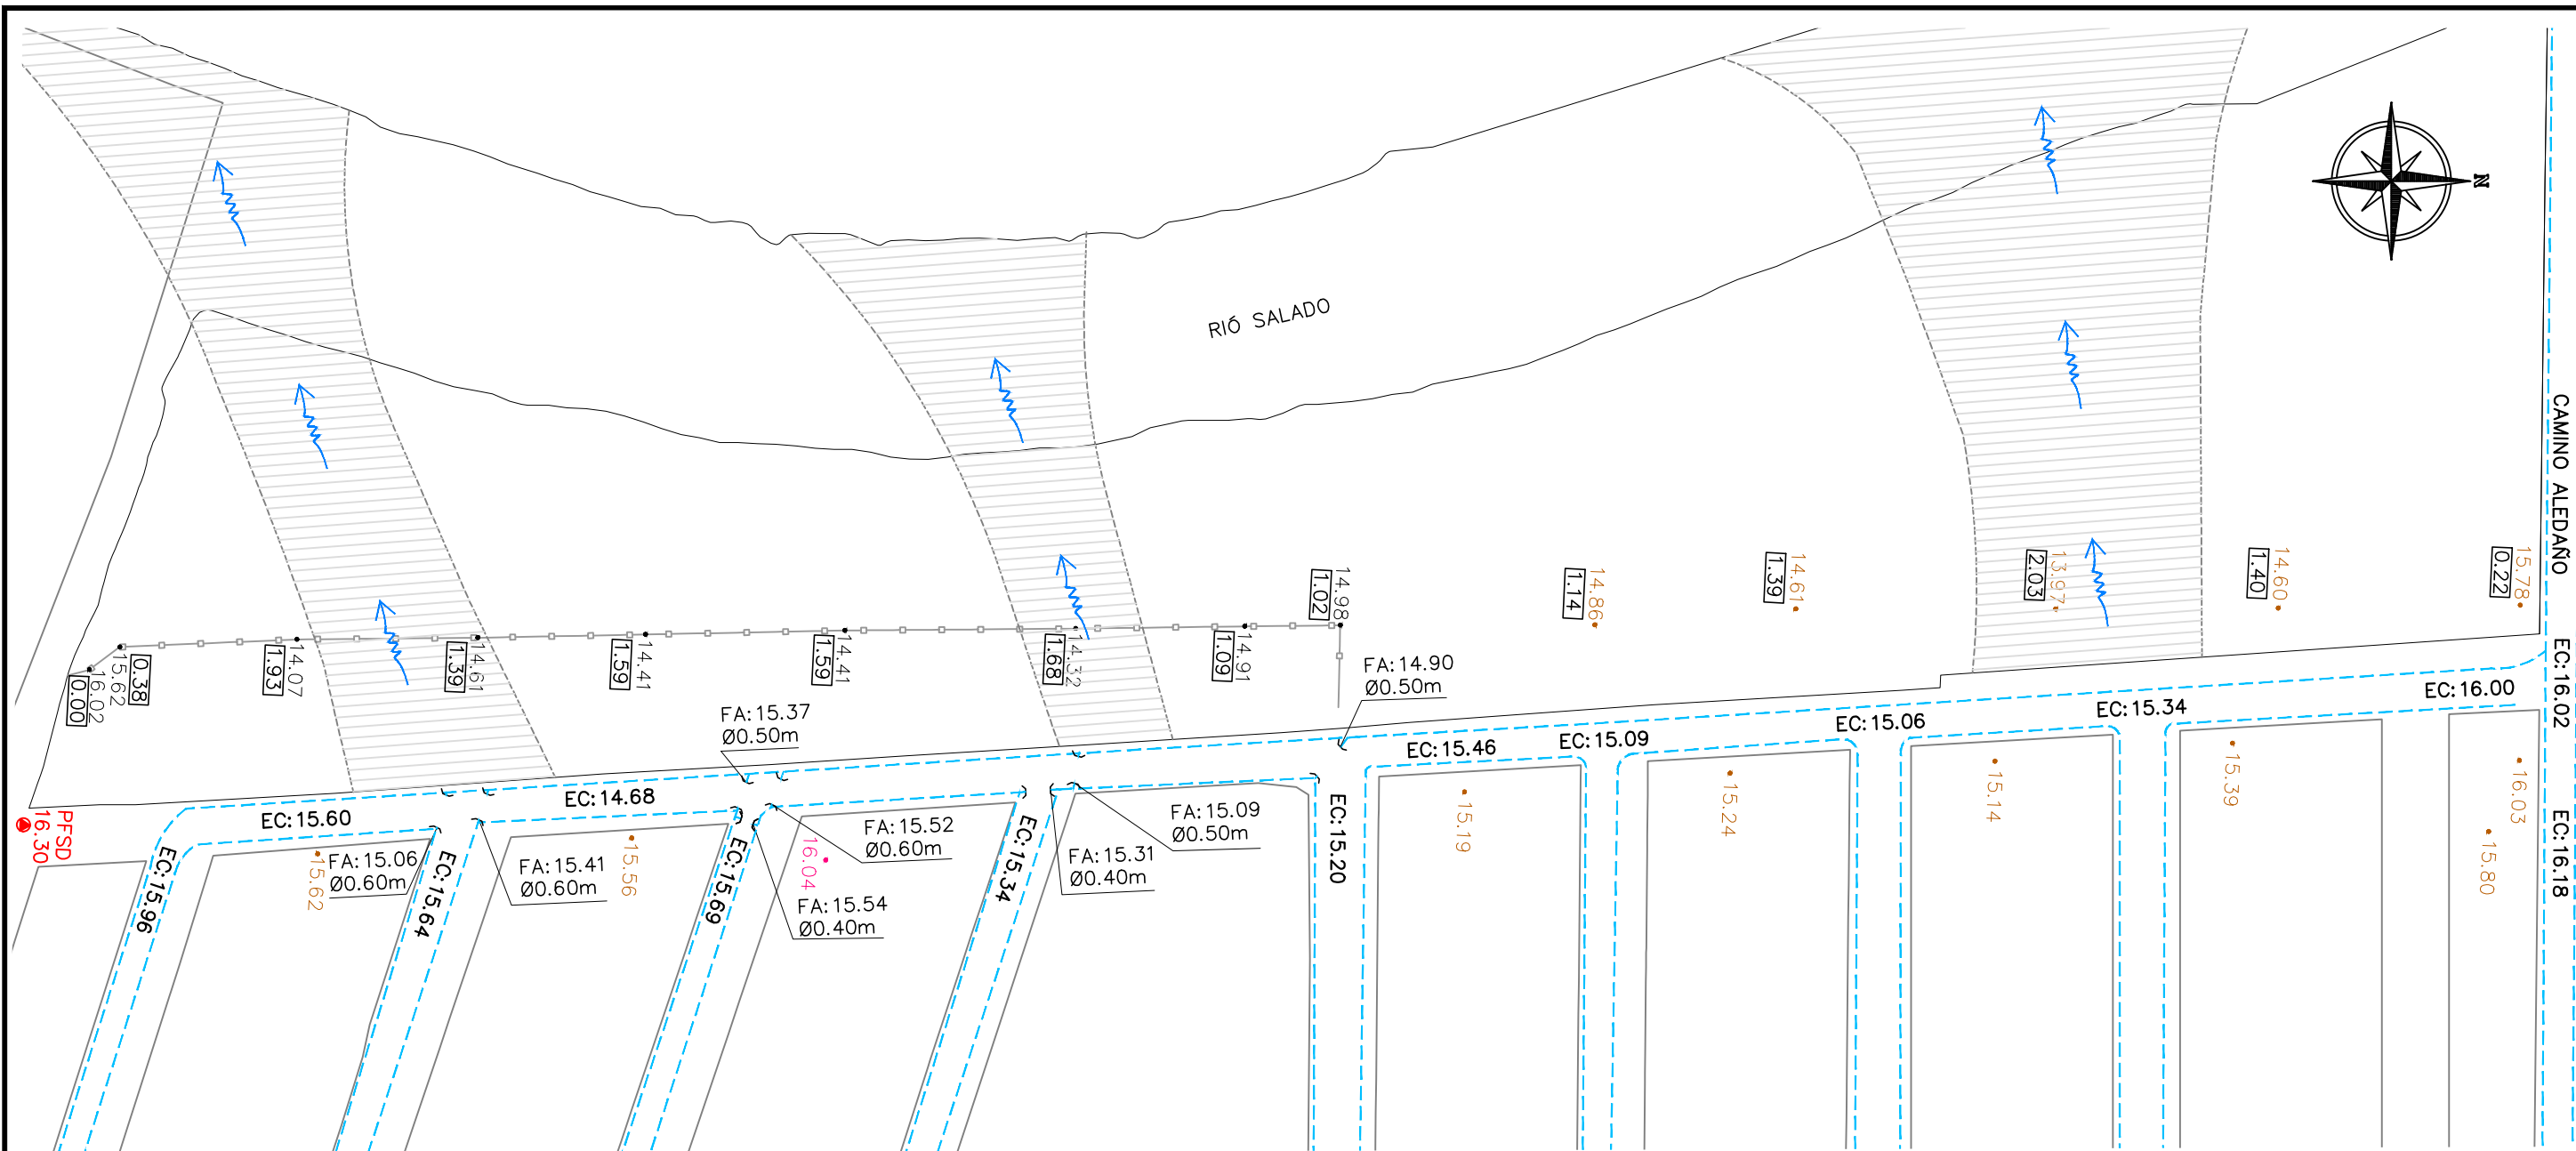 N
RIÓ SALADO
CAMINO ALEDAÑO
EC:16.02
EC:16.18
15.78
0.22
14.60
1.40
13.97
2.03
14.61
1.39
14.86
1.14
14.98
1.02
14.91
1.09
14.32
1.68
14.41
1.59
14.41
1.59
14.61
1.39
14.07
1.93
0.38
15.62
16.02
0.00
FA:14.90
Ø0.50m
FA:15.37
Ø0.50m
EC:16.00
EC:15.34
EC:15.06
EC:15.09
EC:15.46
EC:14.68
EC:15.60
PFSD
16.30
EC:15.96
15.62
FA:15.06
Ø0.60m
EC:15.64
FA:15.41
Ø0.60m
15.56
EC:15.69
16.04
FA:15.52
Ø0.60m
FA:15.54
Ø0.40m
EC:15.34
FA:15.31
Ø0.40m
FA:15.09
Ø0.50m
EC:15.20
15.19
15.24
15.14
15.39
16.03
15.80